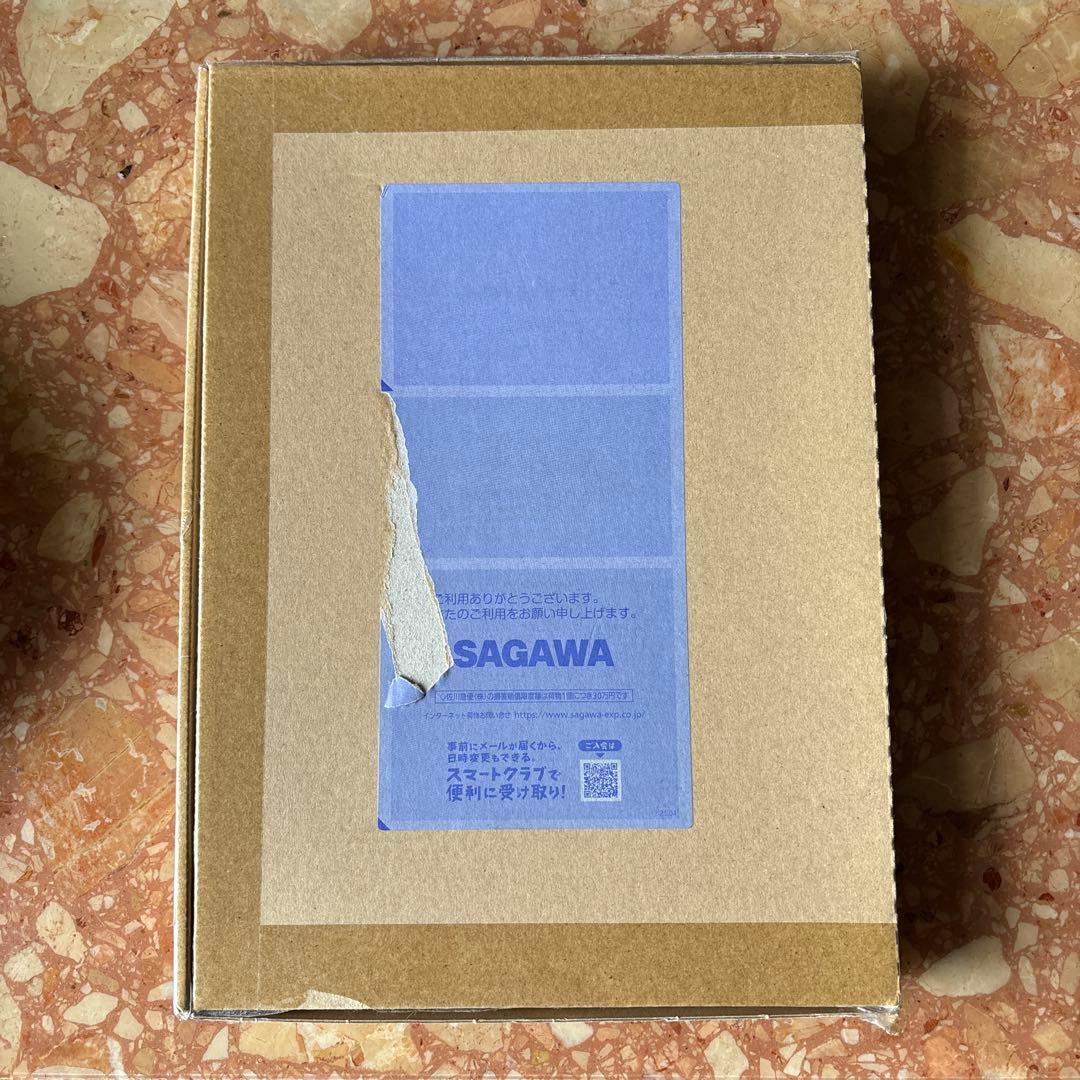 ご利用ありがとうございます。
たのご利用をお願い申し上げます。
SAGAWA
◇佐川急便(株)の損害賠償限度額は荷物1個につき30万円です
インターネット荷物お問い合せ https://www.sagawa-exp.co.jp/
事前にメールが届くから、
日時変更もできる。
スマートクラブで
便利に受け取り!
ご入会は